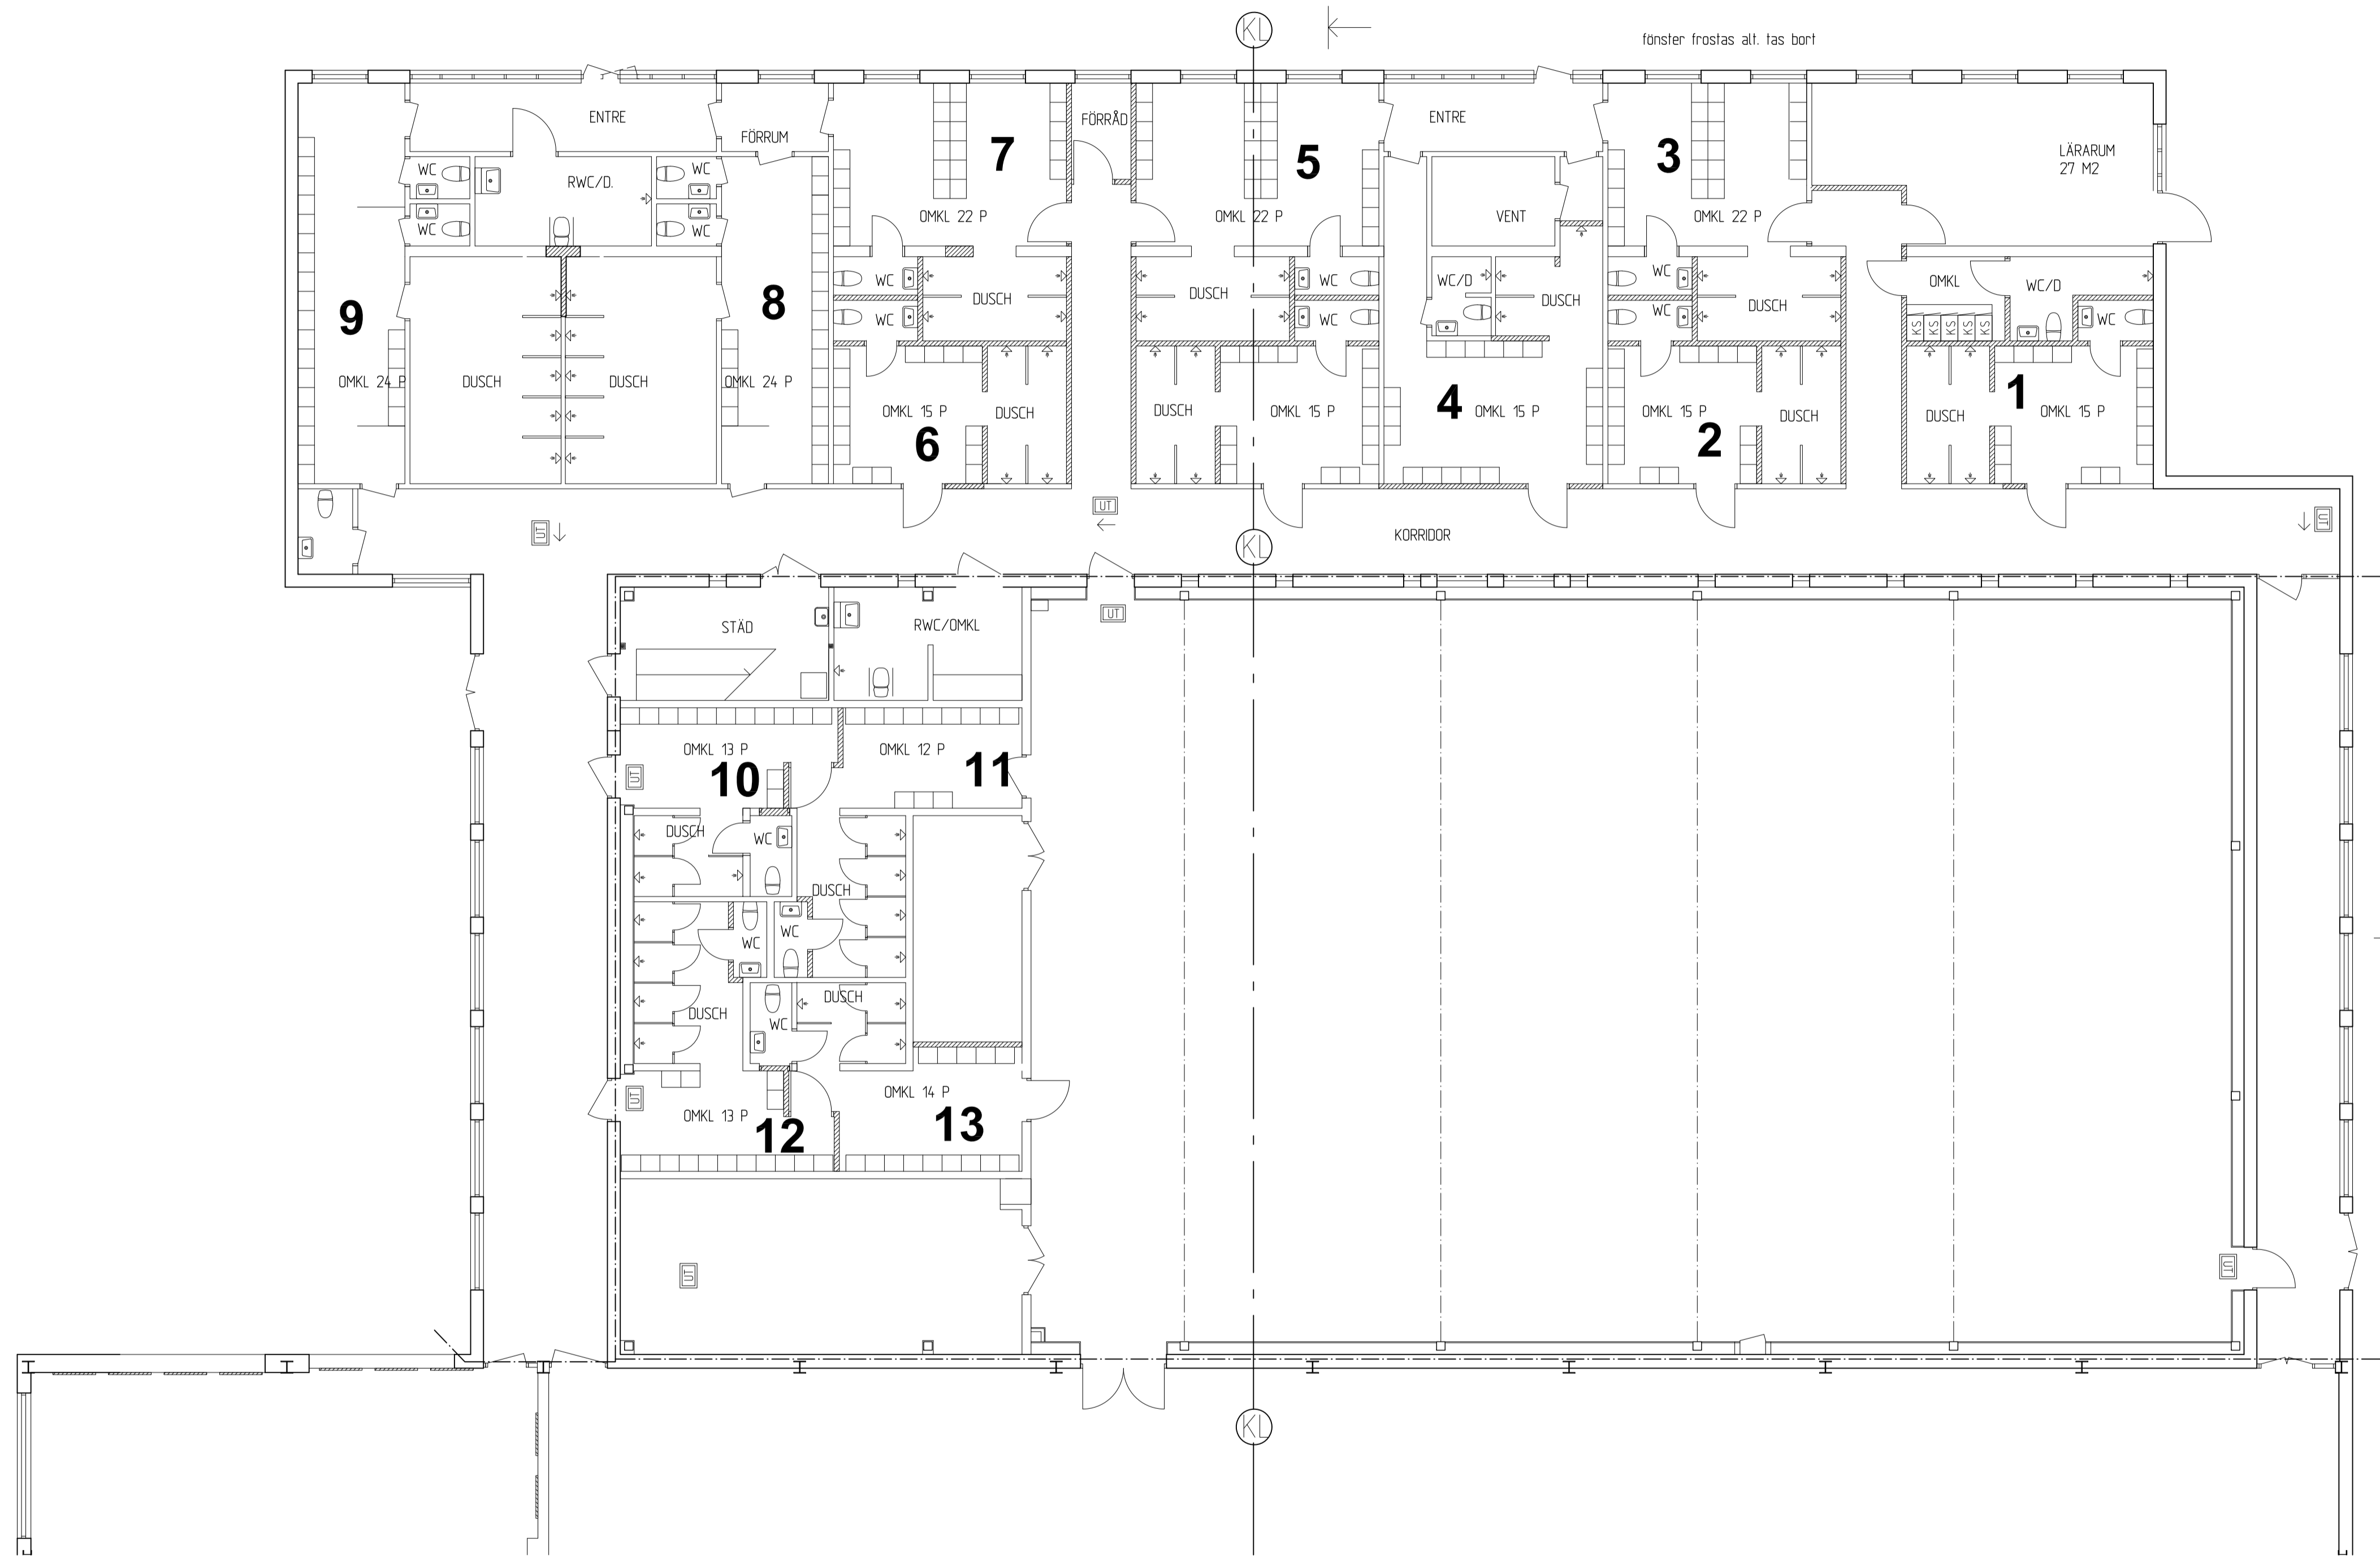 KL
fönster frostas alt. tas bort
ENTRE
FÖRRUM
7
FÖRRÅD
5
ENTRE
3
LÄRARUM
27 M2
WC
RWC/D.
WC
WC
WC
OMKL 22 P
OMKL 22 P
VENT
OMKL 22 P
9
8
WC
DUSCH
DUSCH
WC
WC/D
DUSCH
WC
DUSCH
OMKL
WC/D
WC
WC
WC
WC
KS
KS
KS
KS
KS
OMKL 24 P
DUSCH
DUSCH
OMKL 24 P
OMKL 15 P
6
DUSCH
DUSCH
OMKL 15 P
4
OMKL 15 P
OMKL 15 P
2
DUSCH
DUSCH
1
OMKL 15 P
UT
UT
KL
KORRIDOR
UT
STÄD
RWC/OMKL
UT
OMKL 13 P
10
OMKL 12 P
11
UT
DUSCH
WC
DUSCH
WC
WC
DUSCH
DUSCH
WC
UT
OMKL 13 P
12
OMKL 14 P
13
UT
UT
KL